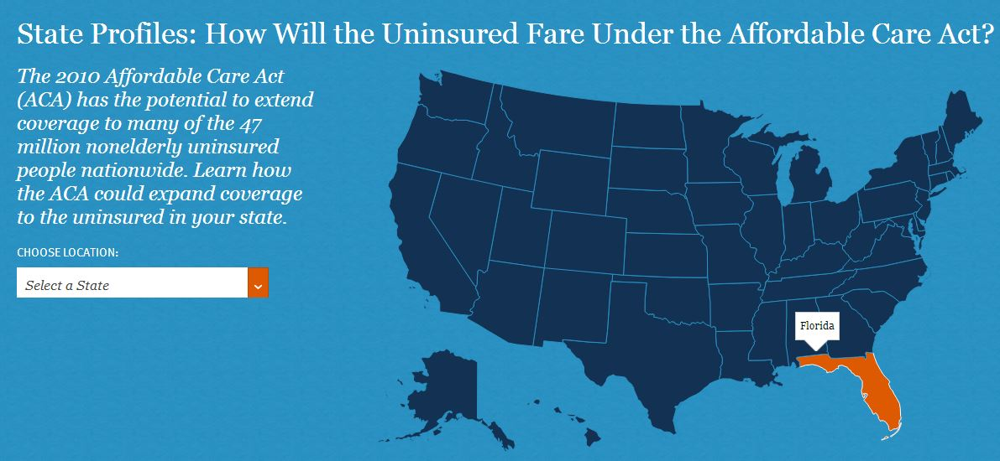 State Profiles: How Will the Uninsured Fare Under the Affordable Care Act?
The 2010 Affordable Care Act
(ACA) has the potential to extend
coverage to many of the 47
million nonelderly uninsured
people nationwide. Learn how
the ACA could expand coverage
to the uninsured in your state.
CHOOSE LOCATION:
Select a State
Florida